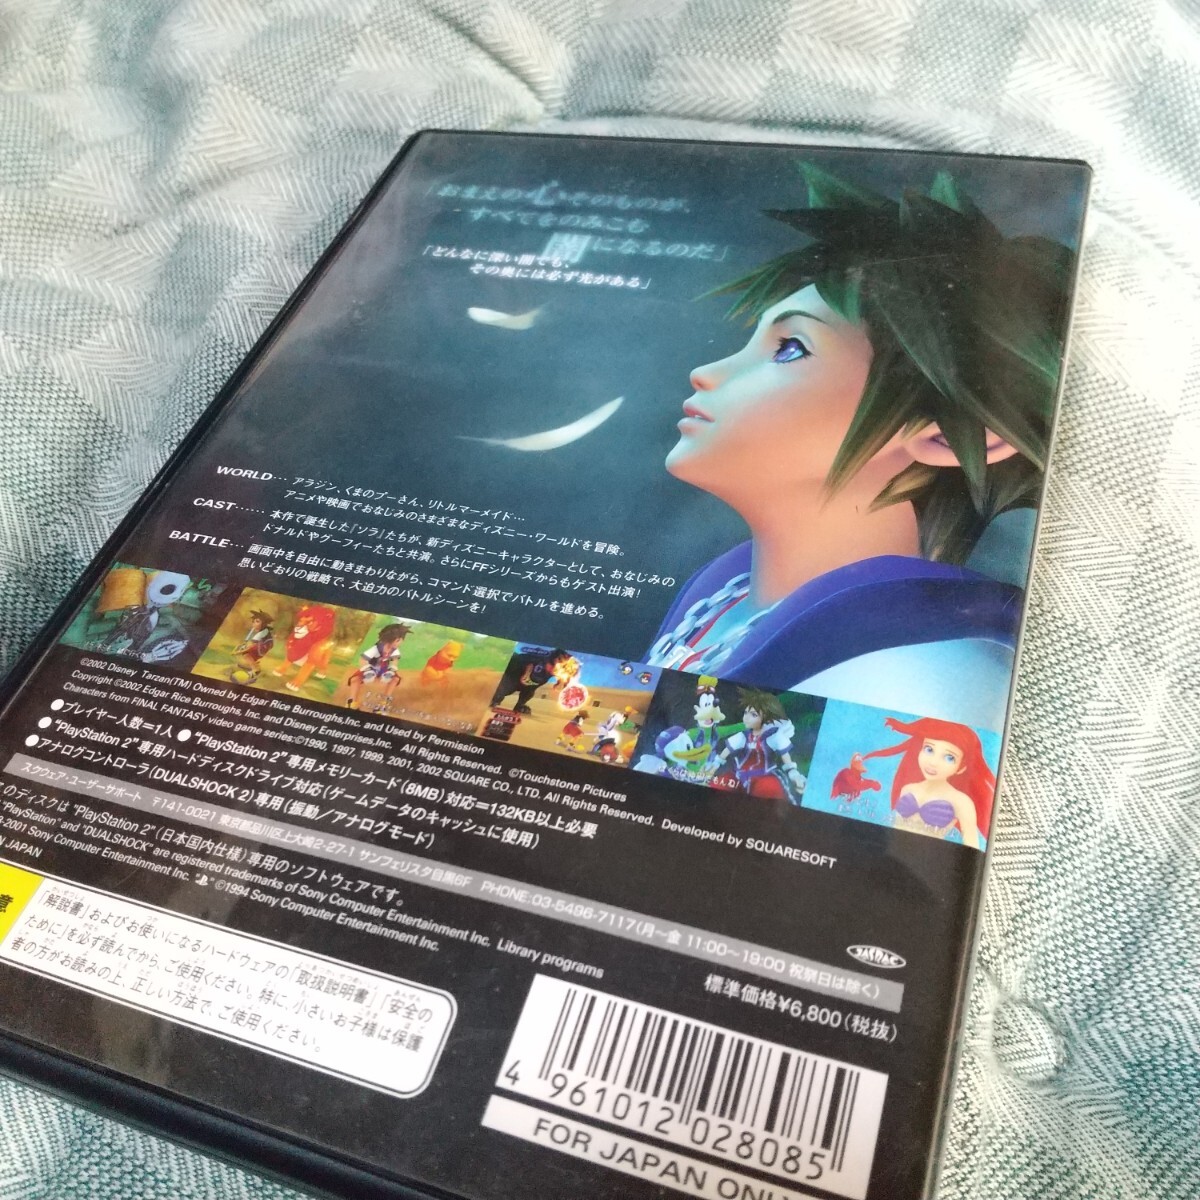 「おまえの心そのものが、
すべてをのみこむ
闇になるのだ」
「どんなに深い闇でも、
その奥には必ず光がある」
WORLD… アラジン、くまのプーさん、リトルマーメイド…
アニメや映画でおなじみのさまざまなディズニー・ワールドを冒険。
CAST…… 本作で誕生した『ソラ』たちが、新ディズニーキャラクターとして、おなじみの
ドナルドやグーフィーたちと共演。さらにFFシリーズからもゲスト出演!
BATTLE… 画面中を自由に動きまわりながら、コマンド選択でバトルを進める。
思いどおりの戦略で、大迫力のバトルシーンを!
©2002 Disney Tarzan(TM) Owned by Edgar Rice Burroughs,Inc. and Used by Permission
Copyright ©2002 Edgar Rice Burroughs, Inc. and Disney Enterprises,Inc. All Rights Reserved. ©Touchstone Pictures
Characters from FINAL FANTASY video game series:©1990, 1997, 1999, 2001, 2002 SQUARE CO., LTD. All Rights Reserved. Developed by SQUARESOFT
●プレイヤー人数=1人 ●"PlayStation 2"専用メモリーカード(8MB)対応=132KB以上必要
●"PlayStation 2"専用ハードディスクドライブ対応(ゲームデータのキャッシュに使用)
●アナログコントローラ(DUALSHOCK 2)専用(振動/アナログモード)
スクウェア・ユーザーサポート 〒141-0021 東京都品川区上大崎2-27-1 サンフェリスタ目黒6F PHONE:03-5496-7117(月~金 11:00~19:00 祝祭日は除く)
のディスクは"PlayStation 2"(日本国内仕様)専用のソフトウェアです。
"PlayStation" and "DUALSHOCK" are registered trademarks of Sony Computer Entertainment Inc. Library programs
-2001 Sony Computer Entertainment Inc. "PS" ©1994 Sony Computer Entertainment Inc.
N JAPAN
JASRAC
標準価格¥6,800(税抜)
意
「解説書」およびお使いになるハードウェアの「取扱説明書」「安全の
ために」を必ず読んでから、ご使用ください。特に、小さいお子様は保護
者の方がお読みの上、正しい方法で、ご使用ください。
4 961012 028085
FOR JAPAN ONLY